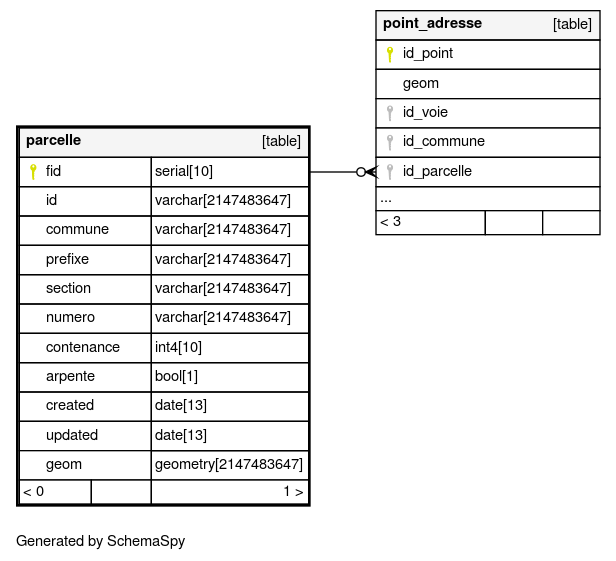 point_adresse [table]
id_point
geom
id_voie
id_commune
id_parcelle
...
< 3
parcelle [table]
fid serial[10]
id varchar[2147483647]
commune varchar[2147483647]
prefixe varchar[2147483647]
section varchar[2147483647]
numero varchar[2147483647]
contenance int4[10]
arpente bool[1]
created date[13]
updated date[13]
geom geometry[2147483647]
< 0 1 >
Generated by SchemaSpy